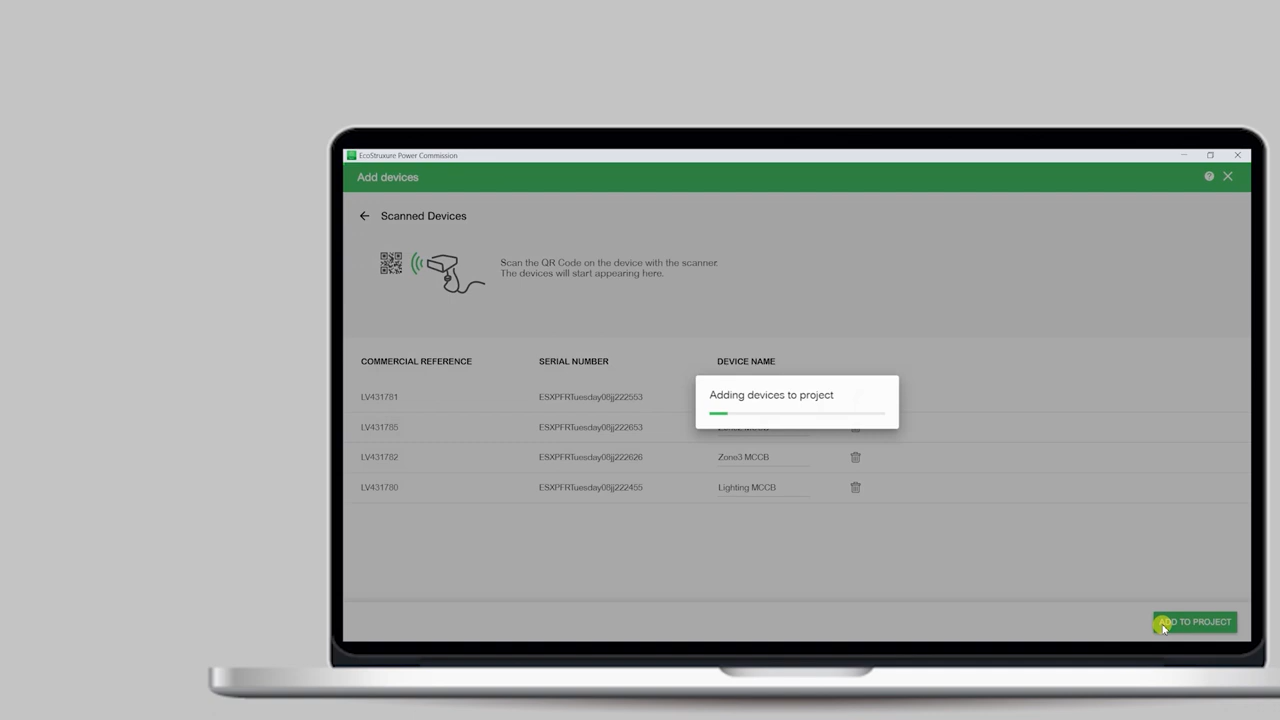 EcoStruxure Power Commission
Add devices
Scanned Devices
Scan the QR Code on the device with the scanner.
The devices will start appearing here.
COMMERCIAL REFERENCE SERIAL NUMBER DEVICE NAME
Adding devices to project
LV431781 ESXPFRTuesday08jj222553
LV431785 ESXPFRTuesday08jj222653
LV431782 ESXPFRTuesday08jj222626 Zone3 MCCB
LV431780 ESXPFRTuesday08jj222455 Lighting MCCB
ADD TO PROJECT